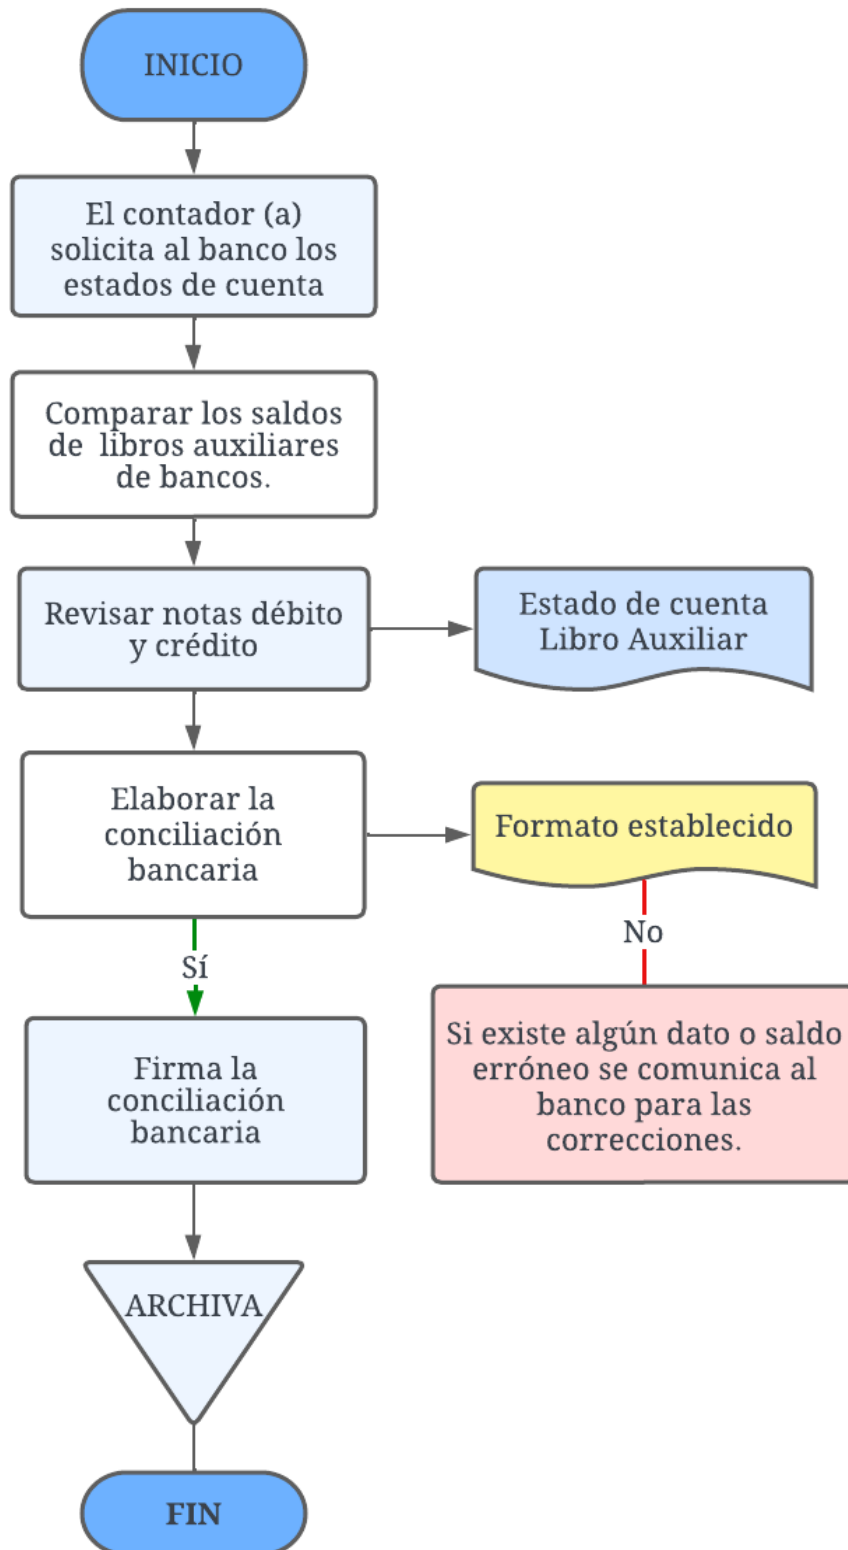 INICIO
El contador (a)
solicita al banco los
estados de cuenta
Comparar los saldos
de  libros auxiliares
de bancos.
Revisar notas débito
y crédito
Estado de cuenta
Libro Auxiliar
Elaborar la
conciliación
bancaria
Formato establecido
No
Sí
Si existe algún dato o saldo
erróneo se comunica al
banco para las
correcciones.
Firma la
conciliación
bancaria
ARCHIVA
FIN